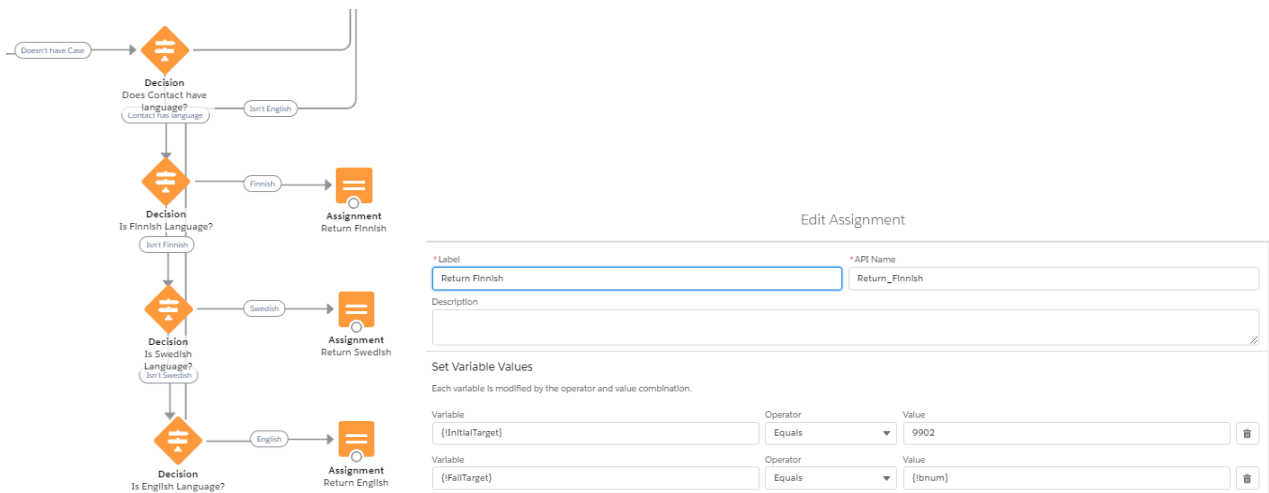 Doesn't have Case
Decision
Does Contact have
language?
Contact has language
Isn't English
Finnish
Decision
Is Finnish Language?
Assignment
Return Finnish
Isn't Finnish
Swedish
Decision
Is Swedish
Language?
Assignment
Return Swedish
Isn't Swedish
English
Decision
Is English Language?
Assignment
Return English
Edit Assignment
*Label
*API Name
Return Finnish
Return_Finnish
Description
Set Variable Values
Each variable is modified by the operator and value combination.
Variable
Operator
Value
{!InitialTarget}
Equals
9902
Variable
Operator
Value
{!FailTarget}
Equals
{!bnum}